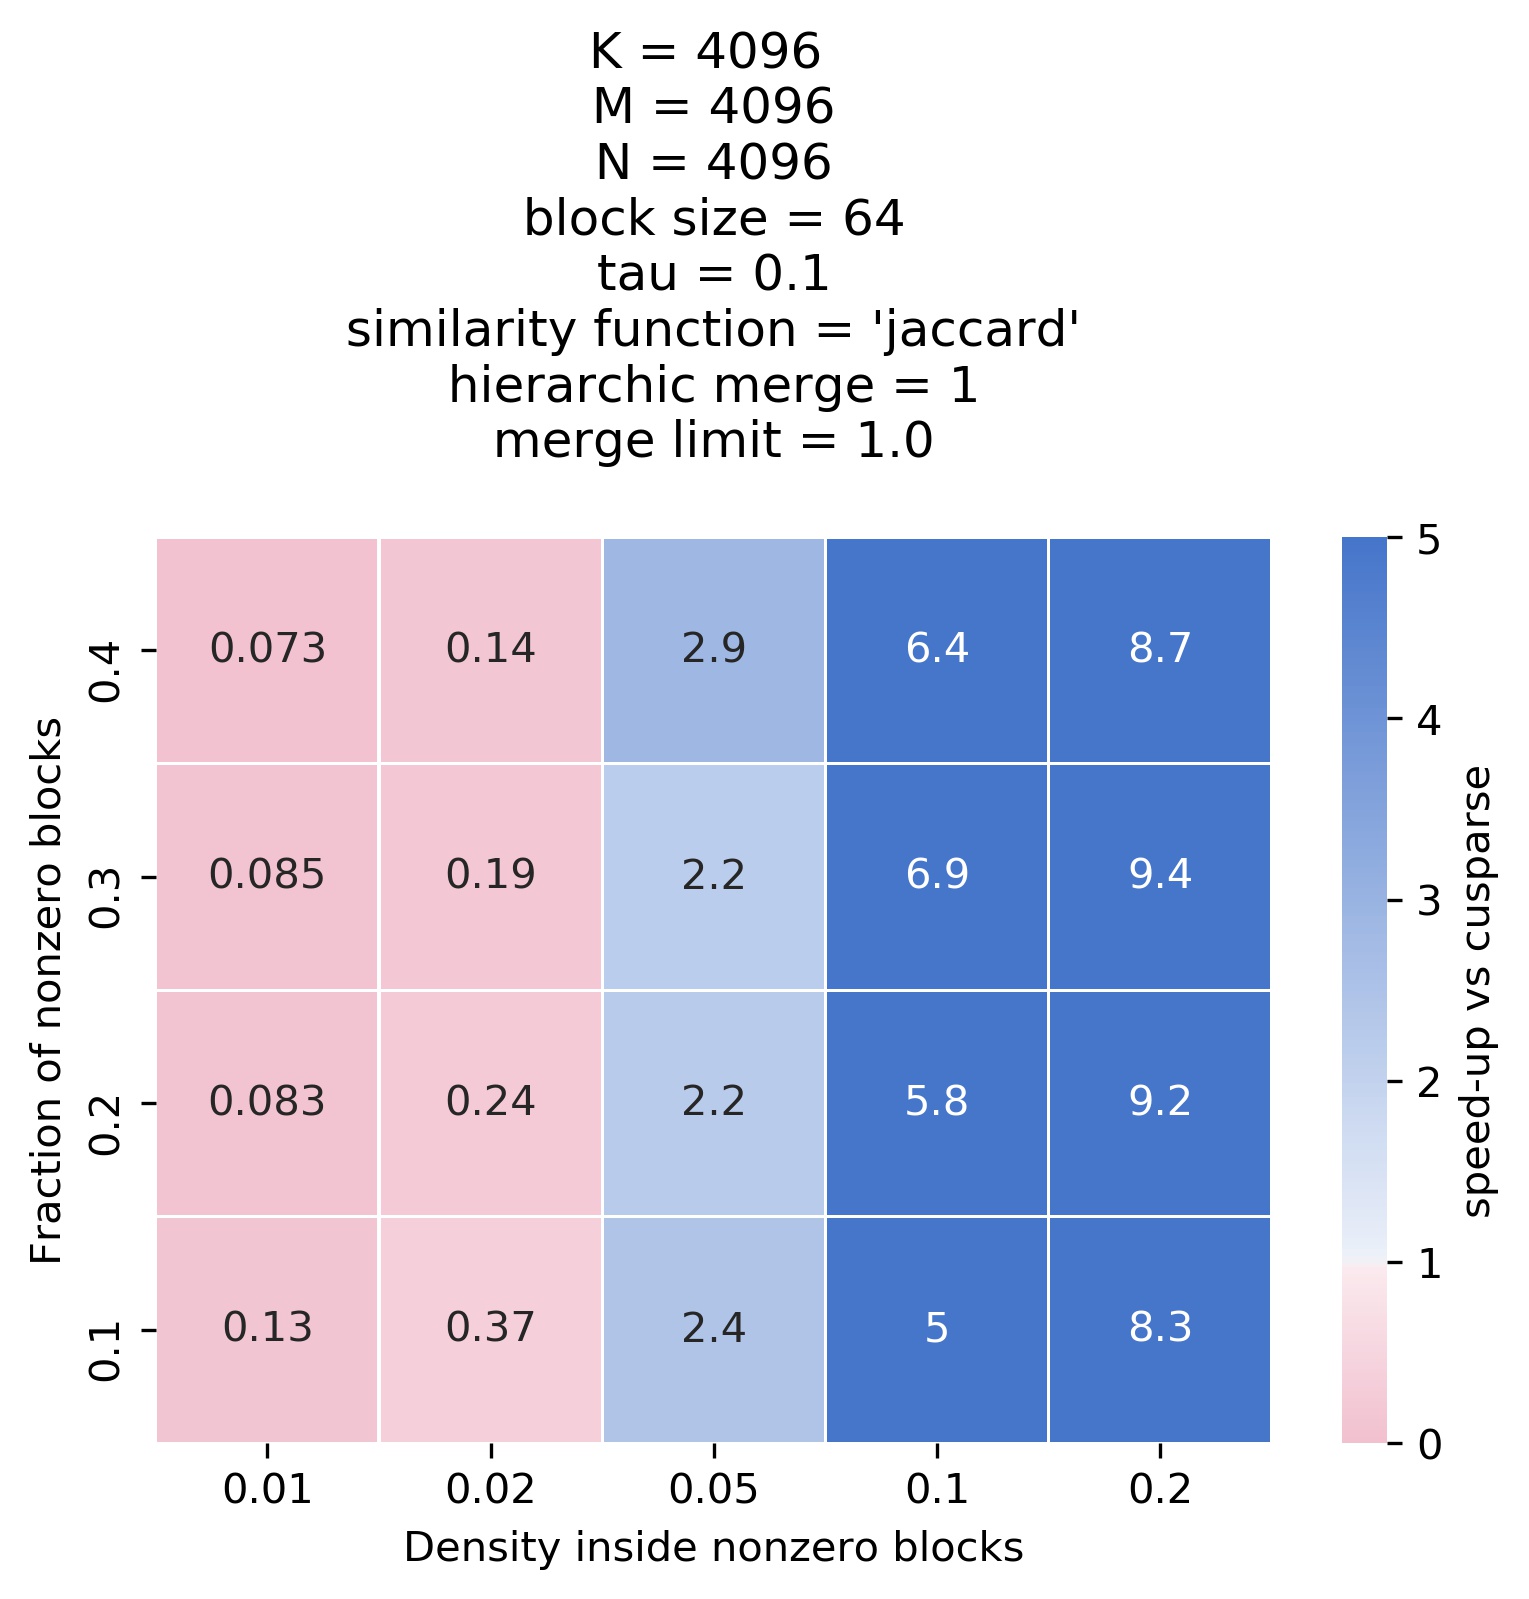 K = 4096
M = 4096
N = 4096
block size = 64
tau = 0.1
similarity function = 'jaccard'
hierarchic merge = 1
merge limit = 1.0
Fraction of nonzero blocks
0.4
0.073 0.14 2.9 6.4 8.7
0.3
0.085 0.19 2.2 6.9 9.4
0.2
0.083 0.24 2.2 5.8 9.2
0.1
0.13 0.37 2.4 5 8.3
0.01 0.02 0.05 0.1 0.2
Density inside nonzero blocks
5
4
3
2
1
0
speed-up vs cusparse